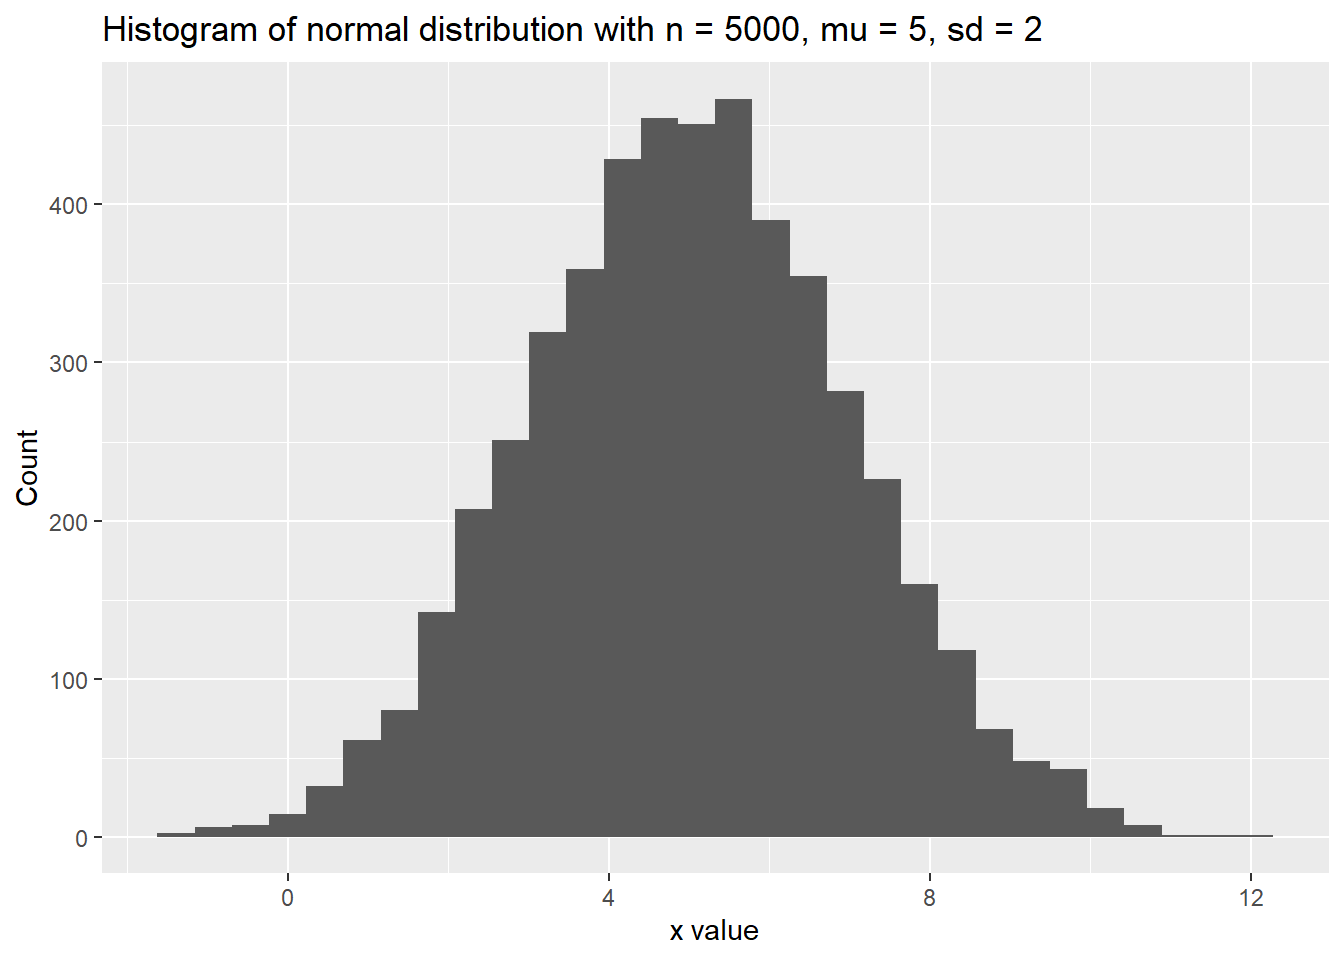 Histogram of normal distribution with n = 5000, mu = 5, sd = 2
Count
400
300
200
100
0
0 4 8 12
x value